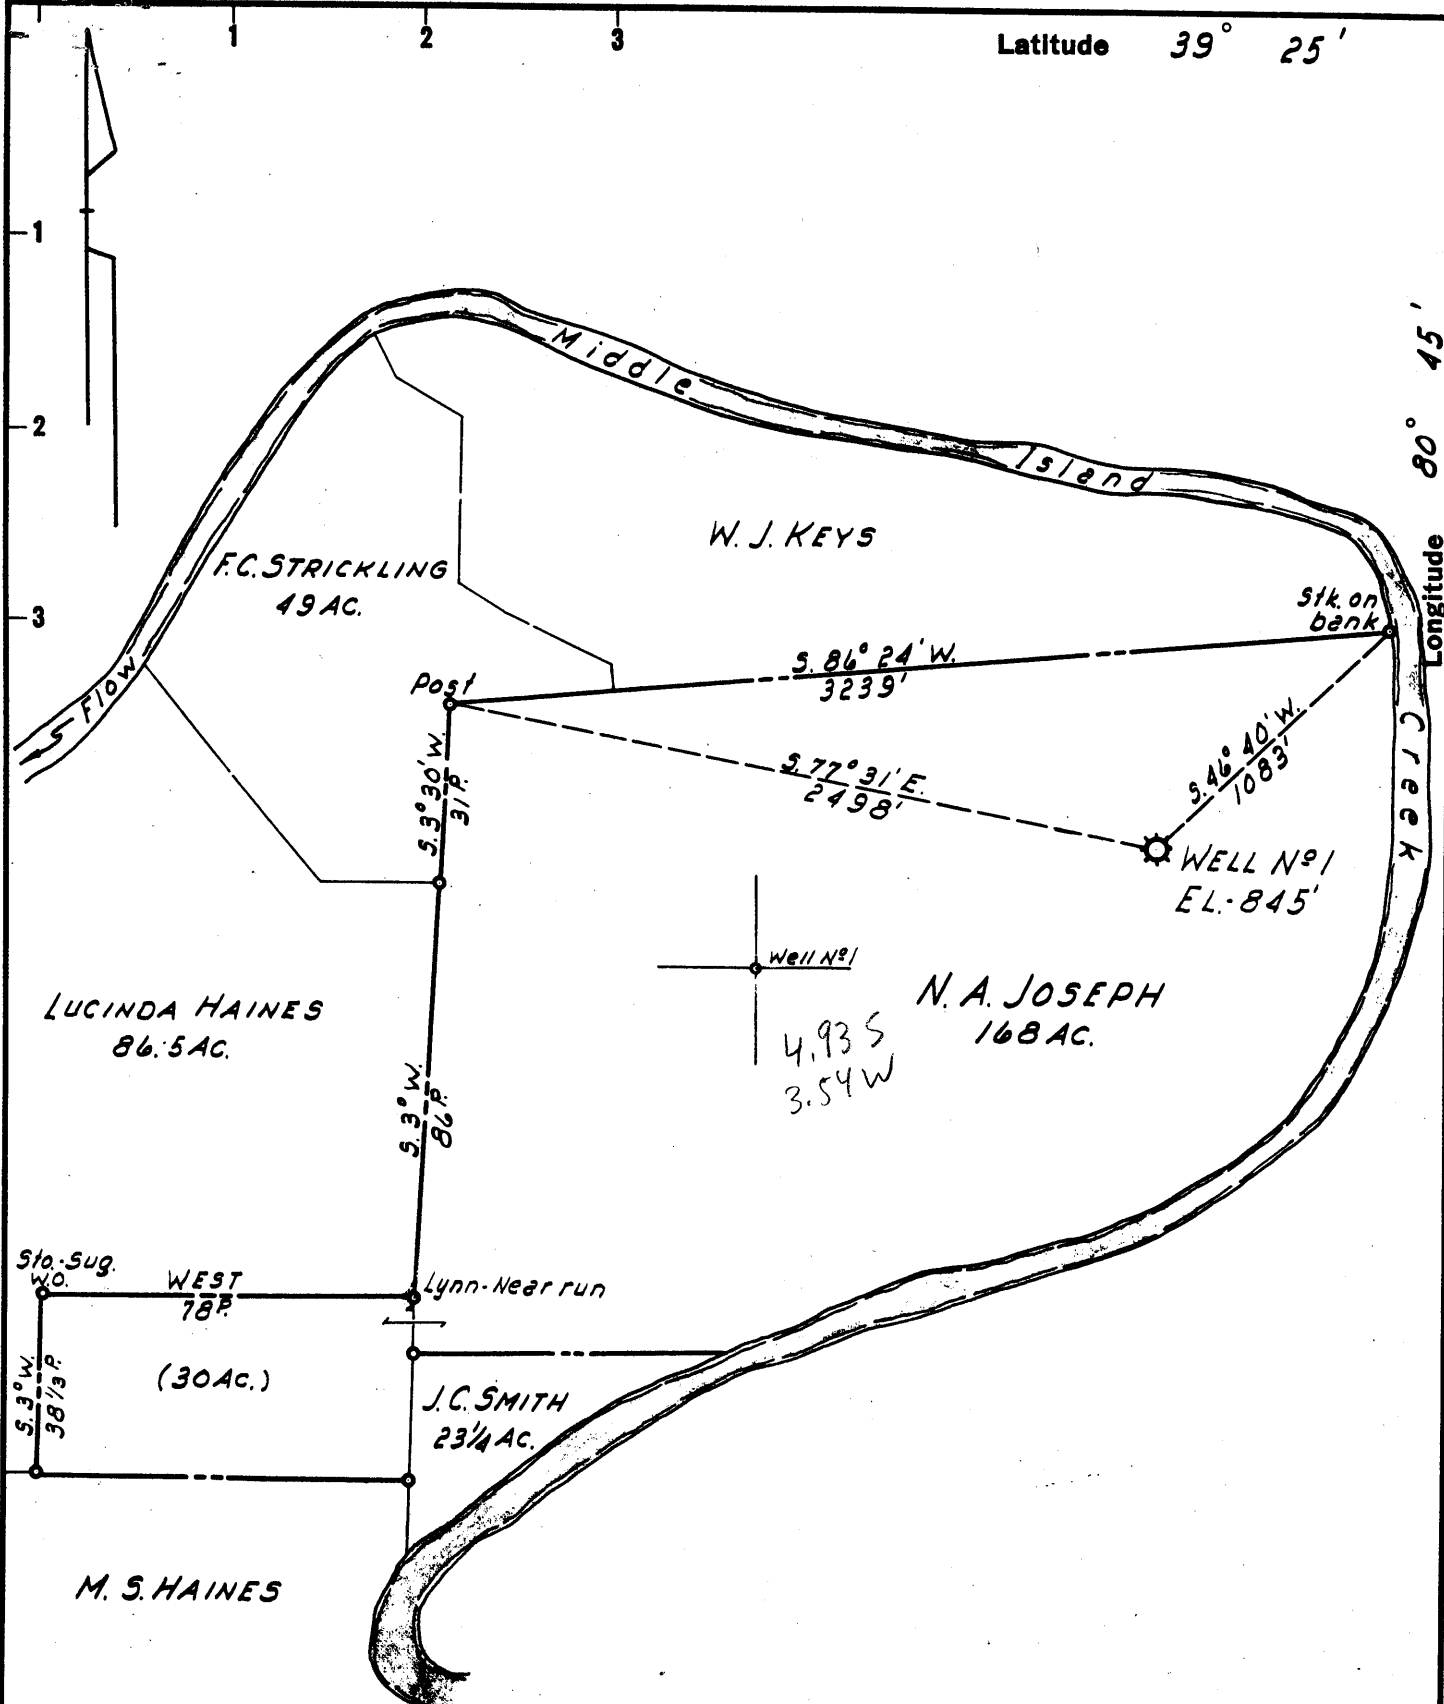 1 2 3
Latitude 39° 25'
1
2
3
Longitude 80° 45'
Middle Island Creek
Flow
F.C. STRICKLING
49 AC.
W. J. KEYS
Stk. on
bank
S. 86° 24' W.
3239'
Post
S. 3° 30' W.
31 P.
S. 77° 31' E.
2498'
S. 46° 40' W.
1083'
WELL Nº 1
EL.-845'
Well Nº 1
LUCINDA HAINES
86.5 AC.
N. A. JOSEPH
168 AC.
4.93 S
3.54 W
S. 3° W.
86 P.
Sto.-Sug.
W.O.
WEST
78 P.
Lynn-Near run
S. 3° W.
38 1/3 P.
(30 AC.)
J. C. SMITH
23 1/4 AC.
M. S. HAINES